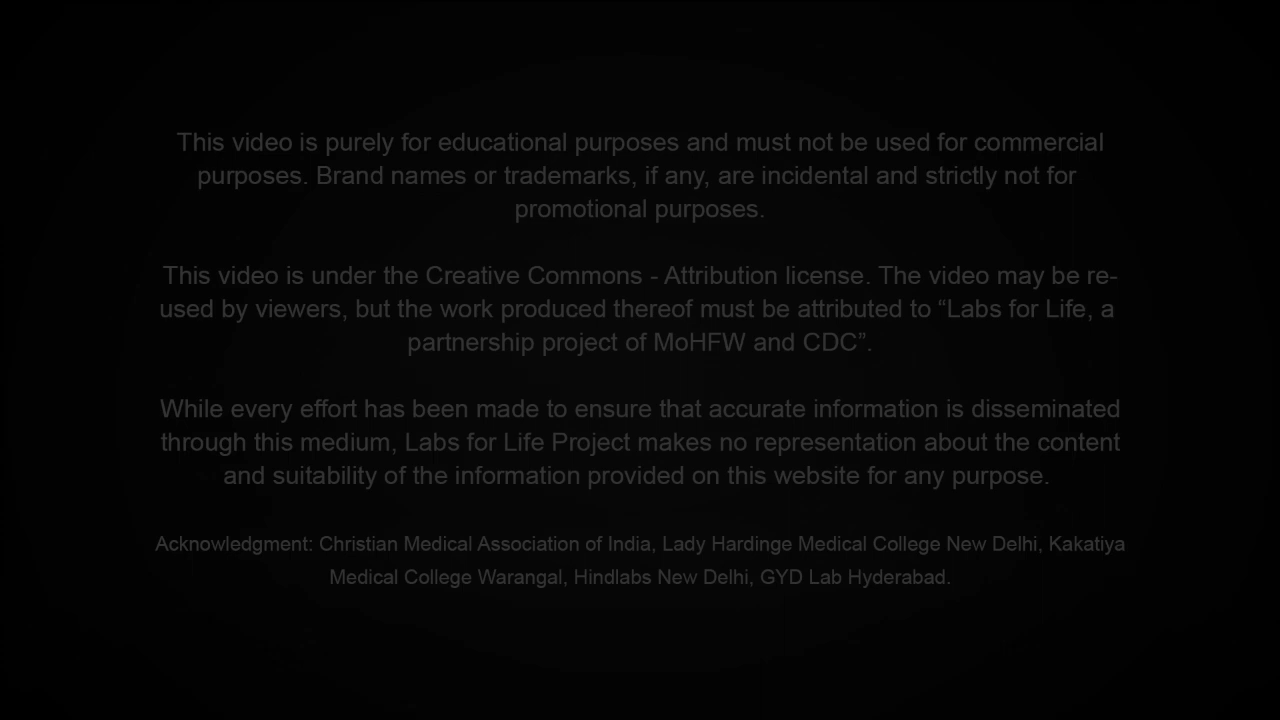 This video is purely for educational purposes and must not be used for commercial
purposes. Brand names or trademarks, if any, are incidental and strictly not for
promotional purposes.
This video is under the Creative Commons - Attribution license. The video may be re-
used by viewers, but the work produced thereof must be attributed to “Labs for Life, a
partnership project of MoHFW and CDC”.
While every effort has been made to ensure that accurate information is disseminated
through this medium, Labs for Life Project makes no representation about the content
and suitability of the information provided on this website for any purpose.
Acknowledgment: Christian Medical Association of India, Lady Hardinge Medical College New Delhi, Kakatiya
Medical College Warangal, Hindlabs New Delhi, GYD Lab Hyderabad.